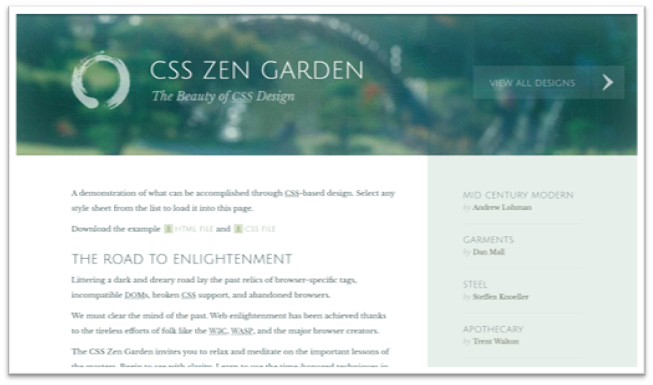 CSS ZEN GARDEN
The Beauty of CSS Design
VIEW ALL DESIGNS
A demonstration of what can be accomplished through CSS-based design. Select any
style sheet from the list to load it into this page.
Download the example HTML FILE and CSS FILE
THE ROAD TO ENLIGHTENMENT
Littering a dark and dreary road lay the past relics of browser-specific tags,
incompatible DOMs, broken CSS support, and abandoned browsers.
We must clear the mind of the past. Web enlightenment has been achieved thanks
to the tireless efforts of folk like the W3C, WASP, and the major browser creators.
The CSS Zen Garden invites you to relax and meditate on the important lessons of
MID CENTURY MODERN
by Andrew Lohman
GARMENTS
by Dan Mall
STEEL
by Steffen Knoeller
APOTHECARY
by Trent Walton